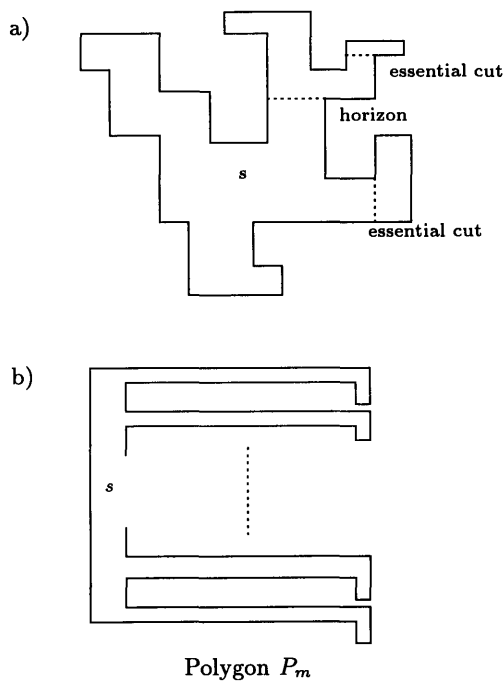 a)
essential cut
horizon
s
essential cut
b)
s
Polygon Pₘ